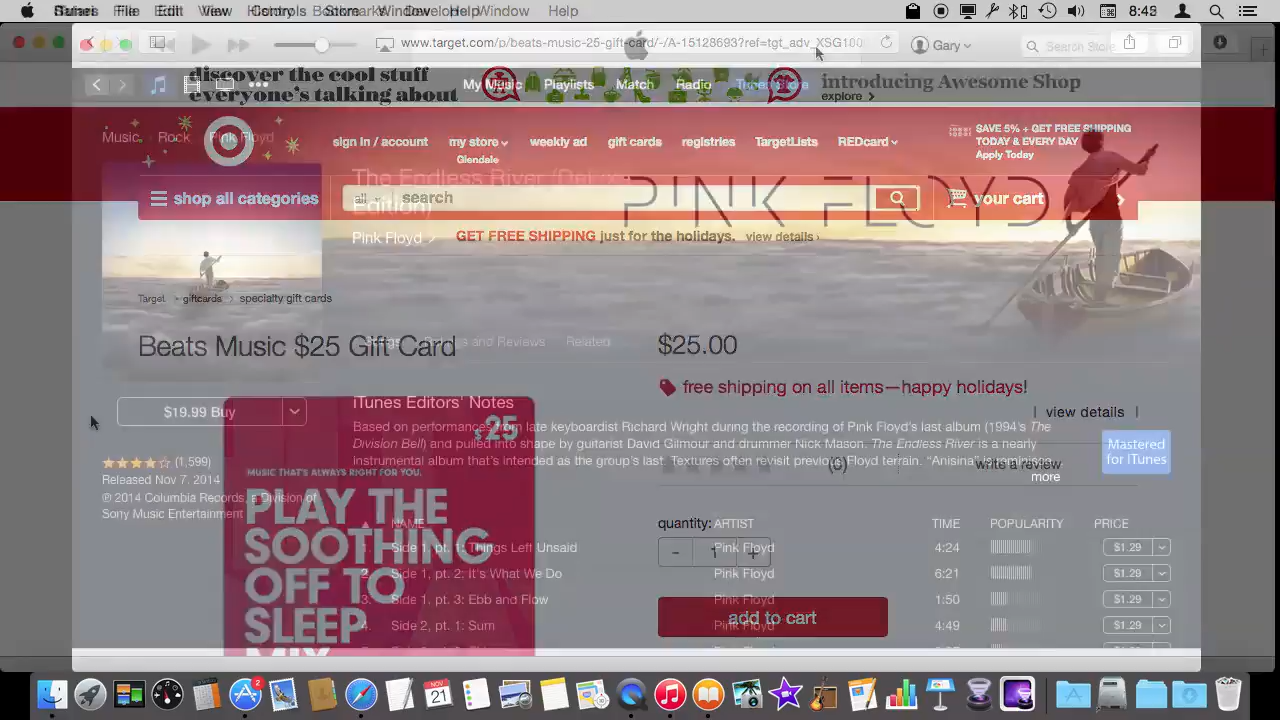 Safari File Edit View History Bookmarks Window Develop Help Window Help
Controls Store 8:43
www.target.com/p/beats-music-25-gift-card/-/A-15128693?ref=tgt_adv_XSG100
Gary
Search Store
discover the cool stuff
everyone's talking about
introducing Awesome Shop
explore
My Music Playlists Match Radio iTunes Store
Music Rock Pink Floyd
sign in / account my store weekly ad gift cards registries TargetLists REDcard
Glendale
SAVE 5% + GET FREE SHIPPING
TODAY & EVERY DAY
Apply Today
The Endless River (Deluxe
Edition)
Pink Floyd
PINK FLOYD
shop all categories
all
search
your cart
GET FREE SHIPPING just for the holidays. view details
Target giftcards specialty gift cards
Beats Music $25 Gift Card
$25.00
Songs Ratings and Reviews Related
free shipping on all items—happy holidays!
view details
$19.99 Buy
iTunes Editors' Notes
Based on performances from late keyboardist Richard Wright during the recording of Pink Floyd's last album (1994's The
Division Bell) and pulled into shape by guitarist David Gilmour and drummer Nick Mason. The Endless River is a nearly
instrumental album that's intended as the group's last. Textures often revisit previous Floyd terrain. “Anisina” is reminisce
more
Mastered
for iTunes
(0)
write a review
(1,599)
Released Nov 7, 2014
℗ 2014 Columbia Records, a Division of
Sony Music Entertainment
$25
MUSIC THAT'S ALWAYS RIGHT FOR YOU.
PLAY THE
SOOTHING
OFF TO
SLEEP
MIX
quantity:
- 1 +
add to cart
NAME ARTIST TIME POPULARITY PRICE
1. Side 1, pt. 1: Things Left Unsaid Pink Floyd 4:24 $1.29
2. Side 1, pt. 2: It's What We Do Pink Floyd 6:21 $1.29
3. Side 1, pt. 3: Ebb and Flow Pink Floyd 1:50 $1.29
4. Side 2, pt. 1: Sum Pink Floyd 4:49 $1.29
2
NOV
21